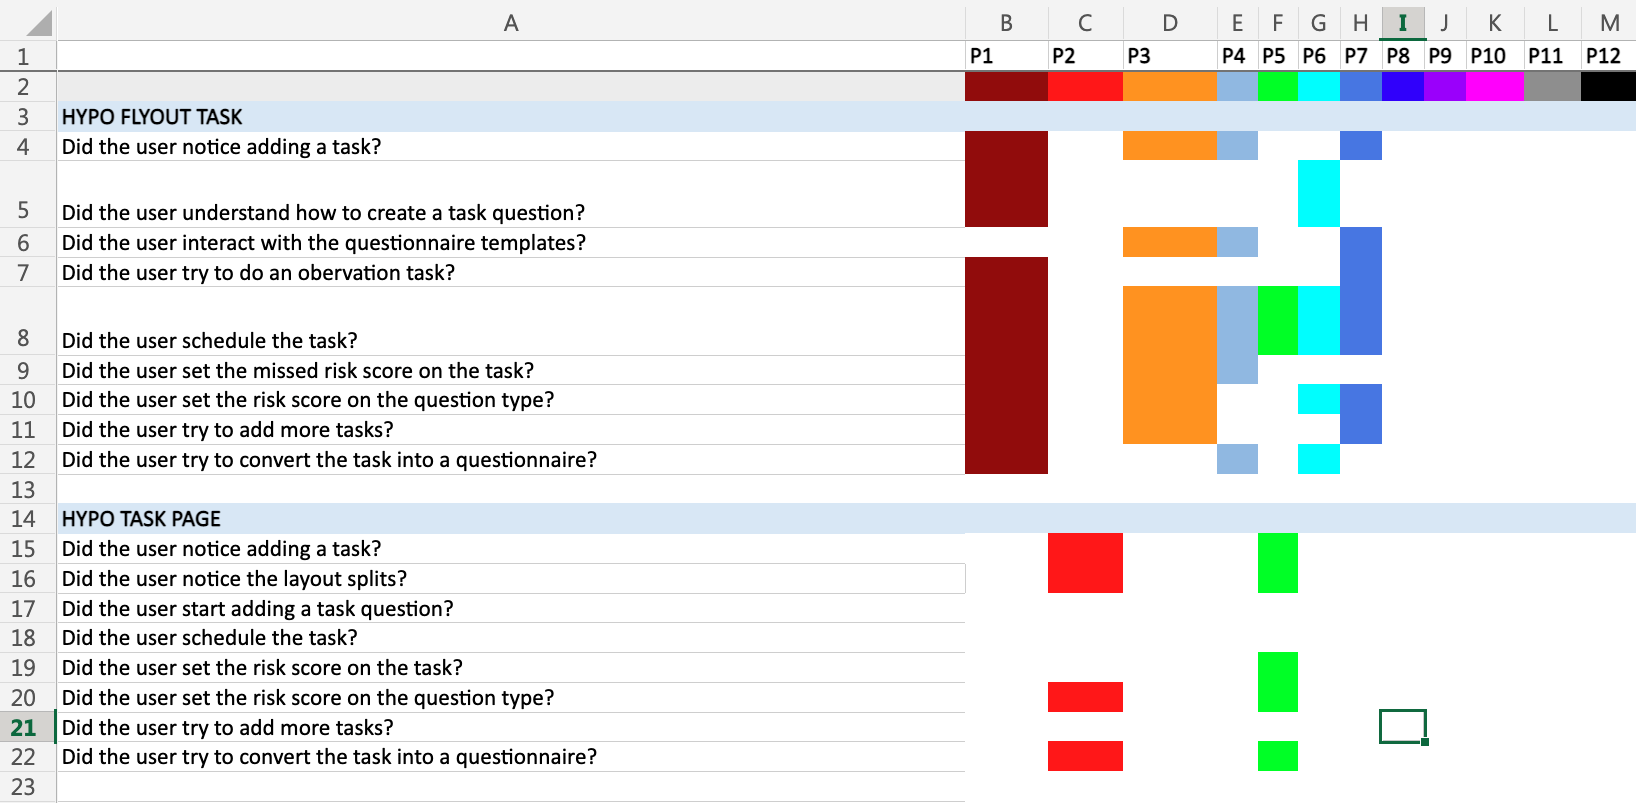 A B C D E F G H I J K L M
1 P1 P2 P3 P4 P5 P6 P7 P8 P9 P10 P11 P12
2
3 HYPO FLYOUT TASK
4 Did the user notice adding a task?
5 Did the user understand how to create a task question?
6 Did the user interact with the questionnaire templates?
7 Did the user try to do an obervation task?
8 Did the user schedule the task?
9 Did the user set the missed risk score on the task?
10 Did the user set the risk score on the question type?
11 Did the user try to add more tasks?
12 Did the user try to convert the task into a questionnaire?
13
14 HYPO TASK PAGE
15 Did the user notice adding a task?
16 Did the user notice the layout splits?
17 Did the user start adding a task question?
18 Did the user schedule the task?
19 Did the user set the risk score on the task?
20 Did the user set the risk score on the question type?
21 Did the user try to add more tasks?
22 Did the user try to convert the task into a questionnaire?
23